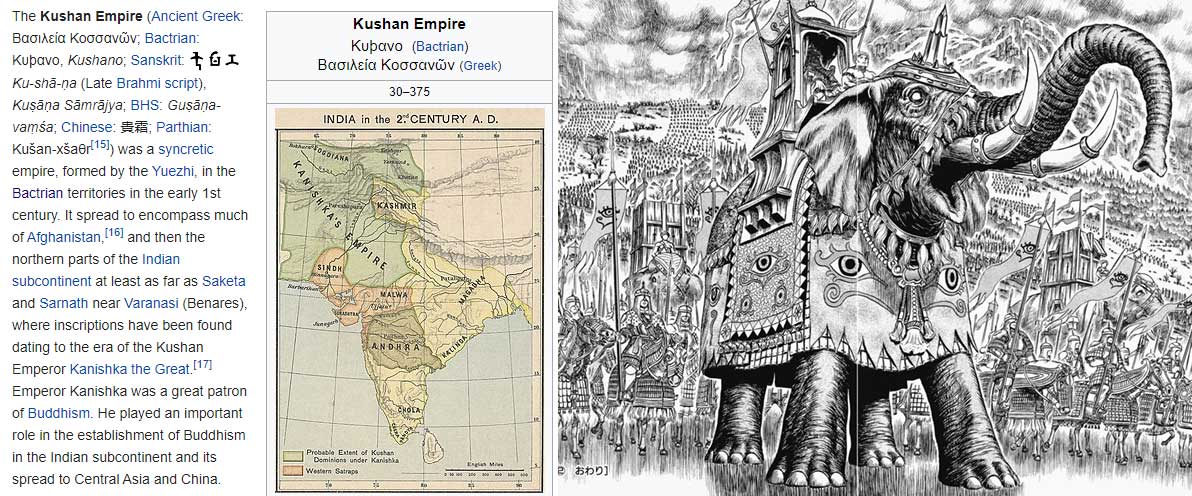 The Kushan Empire (Ancient Greek:
Βασιλεία Κοσσανῶν; Bactrian:
Κυϸανο, Kushano; Sanskrit:
Ku-shā-ṇa (Late Brahmi script),
Kuṣāṇa Sāmrājya; BHS: Guṣāṇa-
vaṃśa; Chinese: 貴霜; Parthian:
Kušan-xšaθr[15]) was a syncretic
empire, formed by the Yuezhi, in the
Bactrian territories in the early 1st
century. It spread to encompass much
of Afghanistan,[16] and then the
northern parts of the Indian
subcontinent at least as far as Saketa
and Sarnath near Varanasi (Benares),
where inscriptions have been found
dating to the era of the Kushan
Emperor Kanishka the Great.[17]
Emperor Kanishka was a great patron
of Buddhism. He played an important
role in the establishment of Buddhism
in the Indian subcontinent and its
spread to Central Asia and China.
Kushan Empire
Κυϸανο (Bactrian)
Βασιλεία Κοσσανῶν (Greek)
30–375
INDIA in the 2d CENTURY A. D.
SOGDIANA
KANISHKA'S EMPIRE
KASHMIR
SINDH
MALWA
MAGADHA
ANDHRA
KALINGA
CHOLA
Probable Extent of Kushan
Dominions under Kanishka
Western Satraps
English Miles
おわり]